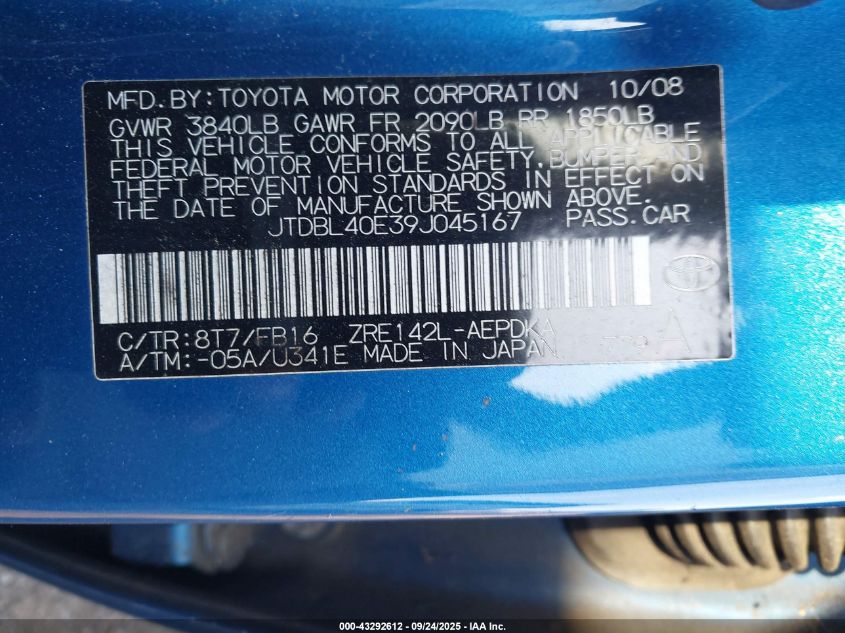 MFD.BY:TOYOTA MOTOR CORPORATION 10/08
GVWR 3840LB GAWR FR 2090LB RR 1850LB
THIS VEHICLE CONFORMS TO ALL APPLICABLE
FEDERAL MOTOR VEHICLE SAFETY,BUMPER,AND
THEFT PREVENTION STANDARDS IN EFFECT ON
THE DATE OF MANUFACTURE SHOWN ABOVE.
JTDBL40E39J045167 PASS.CAR
C/TR:8T7/FB16 ZRE142L-AEPDKA A
A/TM:-05A/U341E MADE IN JAPAN
000-43292612 - 09/24/2025 - IAA Inc.